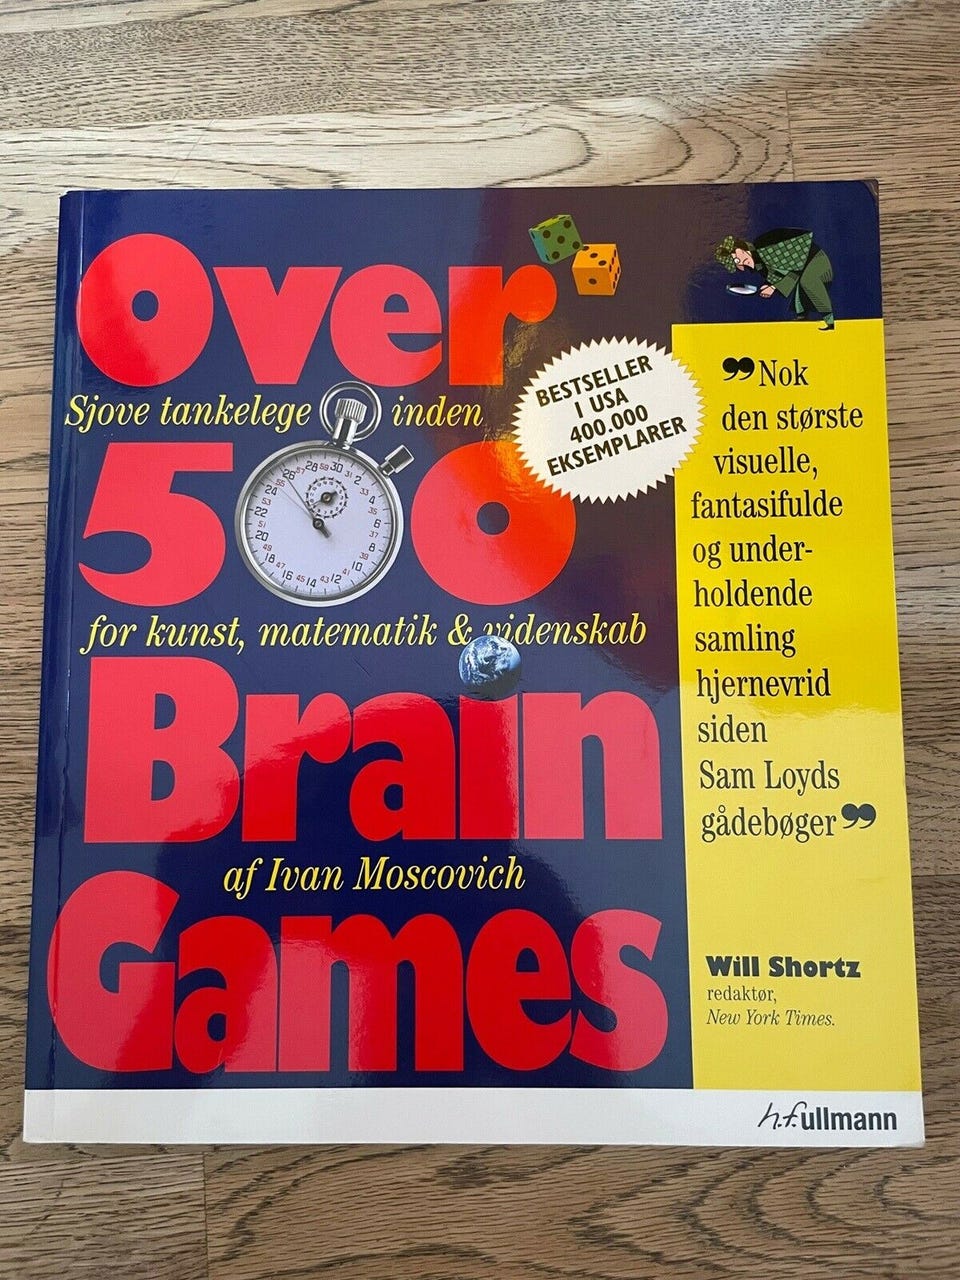 Over
Sjove tankelege inden
500
for kunst, matematik & videnskab
Brain
af Ivan Moscovich
Games
BESTSELLER
I USA
400.000
EKSEMPLARER
”Nok
den største
visuelle,
fantasifulde
og under-
holdende
samling
hjernevrid
siden
Sam Loyds
gådebøger”
Will Shortz
redaktør,
New York Times.
h.f.ullmann